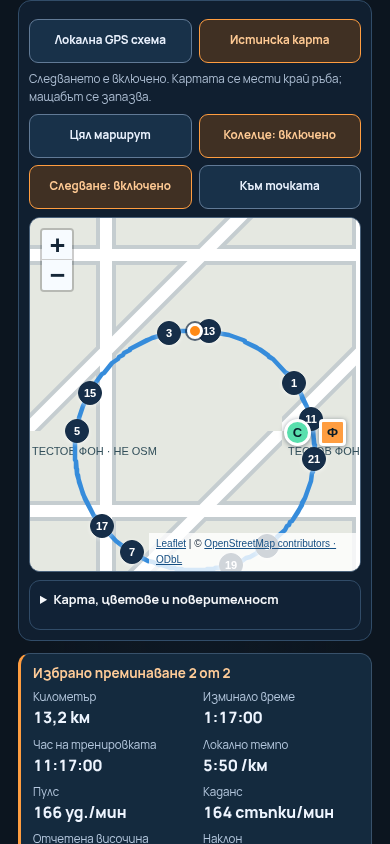 Локална GPS схема
Истинска карта
Следването е включено. Картата се мести край ръба;
мащабът се запазва.
Цял маршрут
Колелце: включено
Следване: включено
Към точката
+
−
3
13
15
1
5
11
С
Ф
ТЕСТОВ ФОН · НЕ OSM
ТЕС
В ФОН
21
17
7
19
Leaflet | © OpenStreetMap contributors ·
ODbL
▶ Карта, цветове и поверителност
Избрано преминаване 2 от 2
Километър
Изминало време
13,2 км
1:17:00
Час на тренировката
Локално темпо
11:17:00
5:50 /км
Пулс
Каданс
166 уд./мин
164 стъпки/мин
Отчетена височина
Наклон